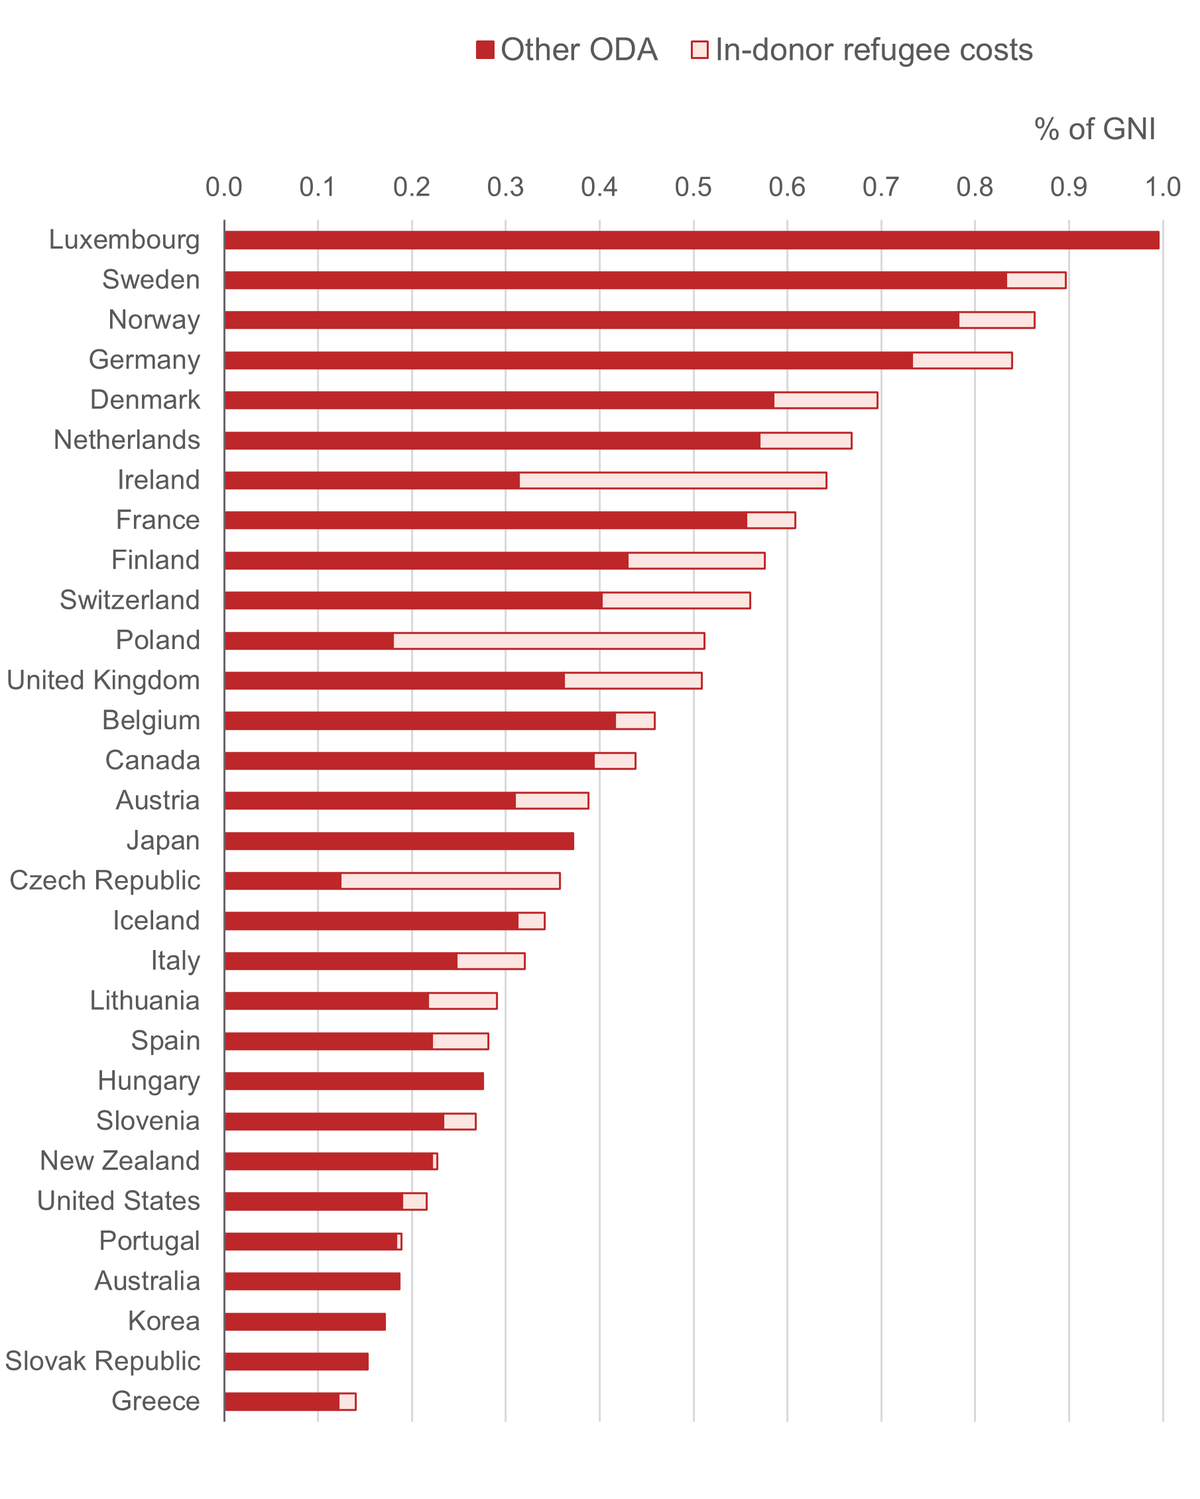 Other ODA In-donor refugee costs
% of GNI
0.0 0.1 0.2 0.3 0.4 0.5 0.6 0.7 0.8 0.9 1.0
Luxembourg
Sweden
Norway
Germany
Denmark
Netherlands
Ireland
France
Finland
Switzerland
Poland
United Kingdom
Belgium
Canada
Austria
Japan
Czech Republic
Iceland
Italy
Lithuania
Spain
Hungary
Slovenia
New Zealand
United States
Portugal
Australia
Korea
Slovak Republic
Greece